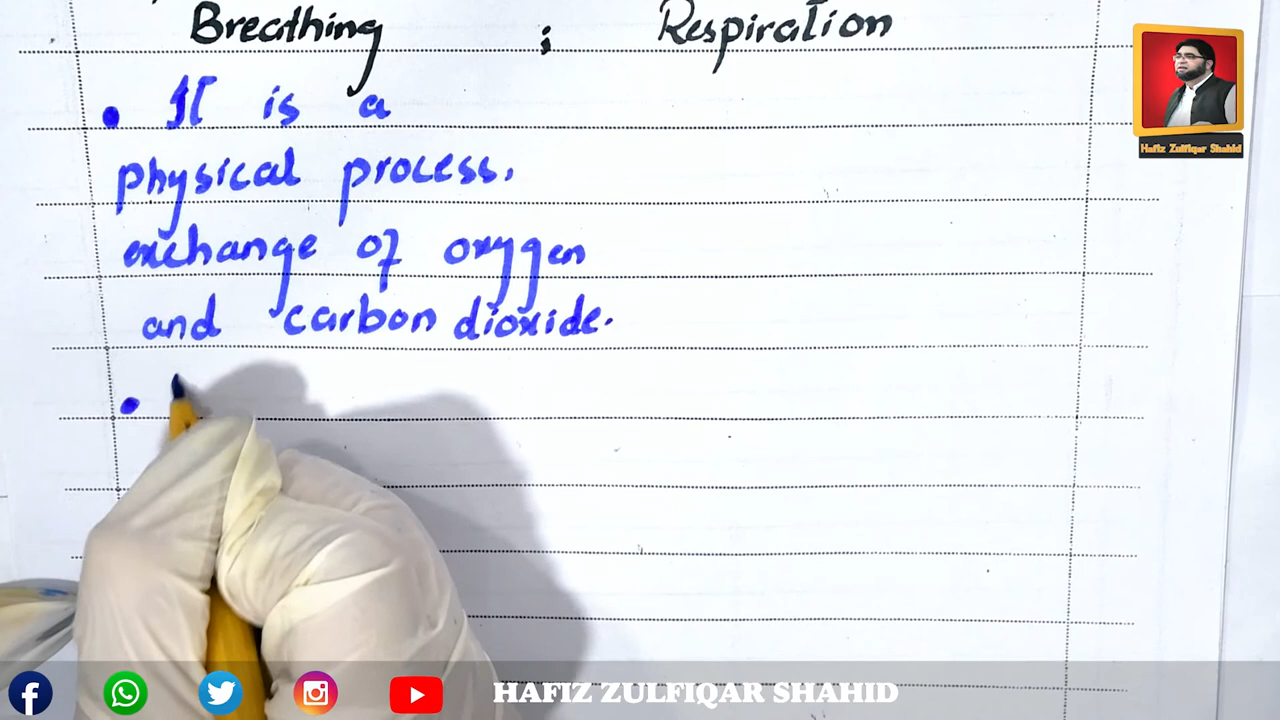 Breathing ; Respiration
• It is a
physical process.
exchange of oxygen
and carbon dioxide.
•
Hafiz Zulfiqar Shahid
HAFIZ ZULFIQAR SHAHID